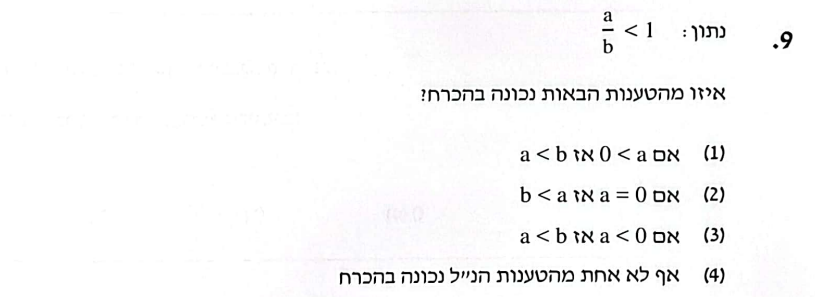 9. נתון: a/b < 1
איזו מהטענות הבאות נכונה בהכרח?
(1) אם 0 < a אז a < b
(2) אם a = 0 אז b < a
(3) אם a < 0 אז a < b
(4) אף לא אחת מהטענות הנ״ל נכונה בהכרח